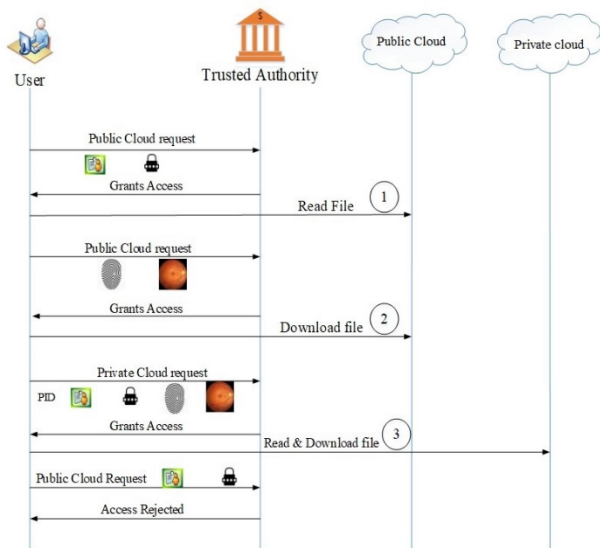 User
Trusted Authority
Public Cloud
Private cloud
Public Cloud request
Grants Access
Read File
1
Public Cloud request
Grants Access
Download file
2
Private Cloud request
PID
Grants Access
Read & Download file
3
Public Cloud Request
Access Rejected